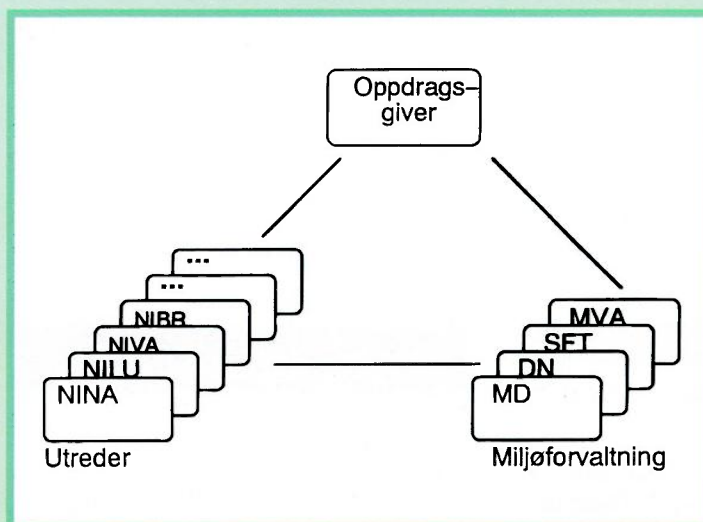 Oppdrags-
giver
...
...
NIBR
NIVA
NILU
NINA
Utreder
MVA
SFT
DN
MD
Miljøforvaltning